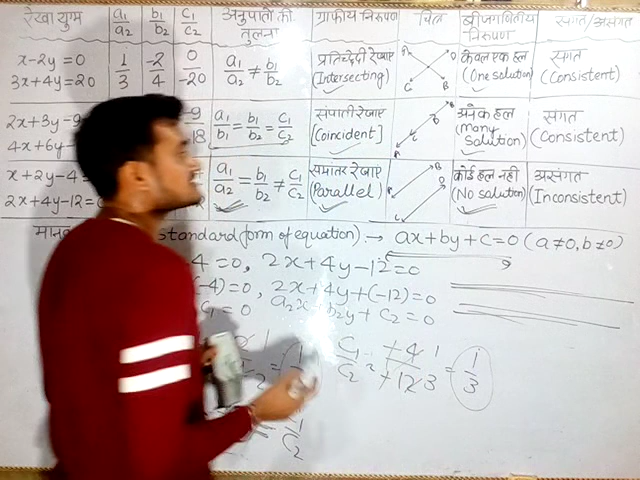 रेखा युग्म a₁/a₂ b₁/b₂ c₁/c₂ अनुपातों की तुलना ग्राफीय निरूपण चित्र बीजगणितीय निरूपण संगत/असंगत
x-2y=0 1/3 -2/4 0/-20 a₁/a₂ ≠ b₁/b₂ प्रतिच्छेदी रेखाएं (Intersecting) केवल एक हल (One solution) संगत (Consistent)
3x+4y=20
2x+3y-9 a₁/b₁ = b₁/b₂ = c₁/c₂ संपाती रेखाएं [Coincident] अनेक हल (Many Solution) संगत (Consistent)
4x+6y-
x+2y-4= a₁/a₂ = b₁/b₂ ≠ c₁/c₂ समांतर रेखाएं (Parallel) कोई हल नहीं (No solution) असंगत (Inconsistent)
2x+4y-12=0
standard form of equation) → ax+by+c=0 (a≠0, b≠0)
-4=0, 2x+4y-12=0
(-4)=0, 2x+4y+(-12)=0
c₁=0 a₂x+b₂y+c₂=0
c₁/c₂ = 1/3